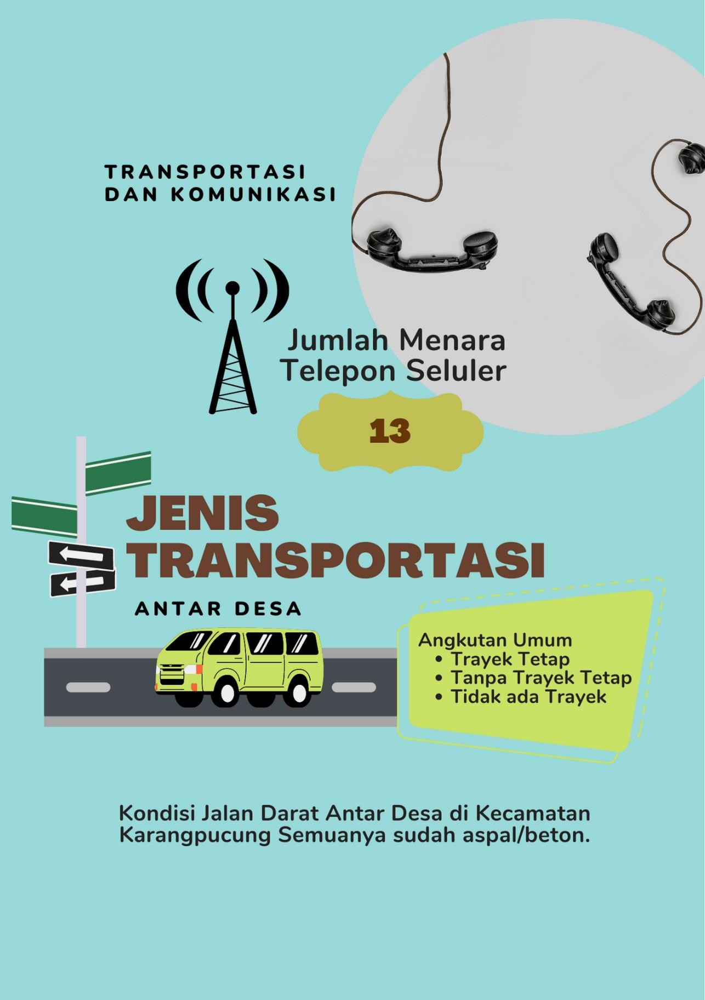 TRANSPORTASI
DAN KOMUNIKASI
Jumlah Menara
Telepon Seluler
13
JENIS
TRANSPORTASI
ANTAR DESA
Angkutan Umum
• Trayek Tetap
• Tanpa Trayek Tetap
• Tidak ada Trayek
Kondisi Jalan Darat Antar Desa di Kecamatan
Karangpucung Semuanya sudah aspal/beton.